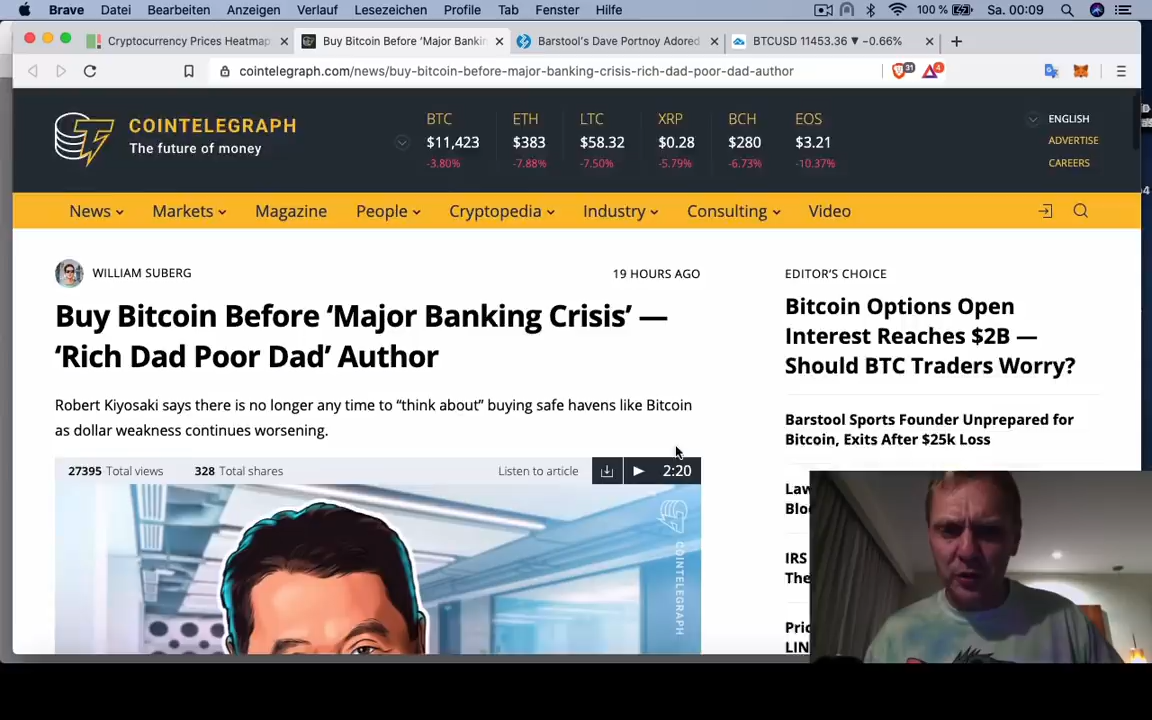 Brave Datei Bearbeiten Anzeigen Verlauf Lesezeichen Profile Tab Fenster Hilfe 100 % Sa. 00:09
Cryptocurrency Prices Heatmap
Buy Bitcoin Before ‘Major Bankin
Barstool's Dave Portnoy Adored
BTCUSD 11453.36 ▼ −0.66%
cointelegraph.com/news/buy-bitcoin-before-major-banking-crisis-rich-dad-poor-dad-author
31
4
COINTELEGRAPH
The future of money
BTC ETH LTC XRP BCH EOS
$11,423 $383 $58.32 $0.28 $280 $3.21
-3.80% -7.88% -7.50% -5.79% -6.73% -10.37%
ENGLISH
ADVERTISE
CAREERS
News Markets Magazine People Cryptopedia Industry Consulting Video
WILLIAM SUBERG
19 HOURS AGO
Buy Bitcoin Before ‘Major Banking Crisis’ —
‘Rich Dad Poor Dad’ Author
Robert Kiyosaki says there is no longer any time to “think about” buying safe havens like Bitcoin
as dollar weakness continues worsening.
27395 Total views 328 Total shares Listen to article 2:20
COINTELEGRAPH
EDITOR'S CHOICE
Bitcoin Options Open
Interest Reaches $2B —
Should BTC Traders Worry?
Barstool Sports Founder Unprepared for
Bitcoin, Exits After $25k Loss
Law
Blo
IRS
The
Pric
LIN